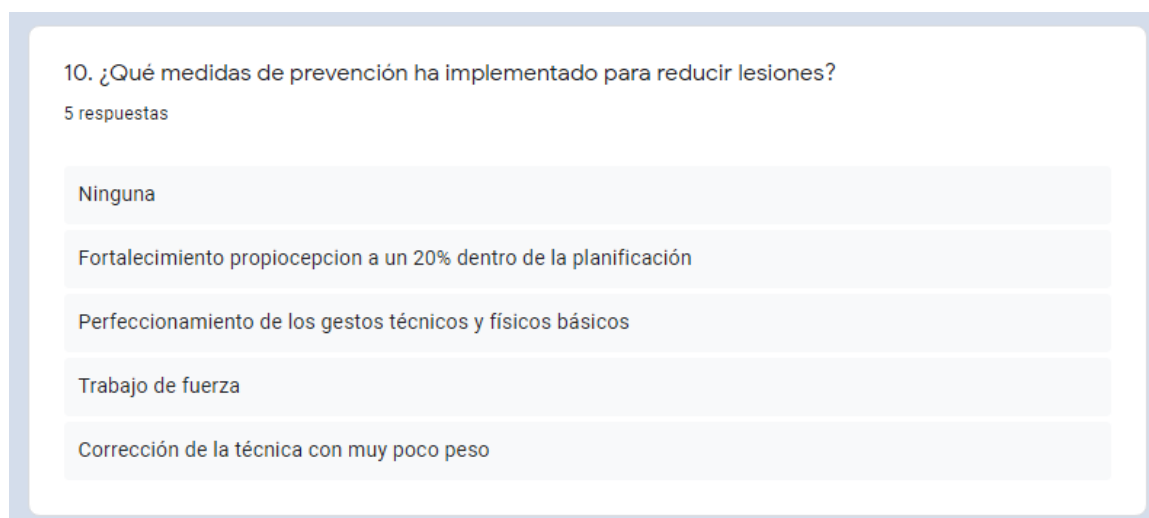 10. ¿Qué medidas de prevención ha implementado para reducir lesiones?
5 respuestas
Ninguna
Fortalecimiento propiocepcion a un 20% dentro de la planificación
Perfeccionamiento de los gestos técnicos y físicos básicos
Trabajo de fuerza
Corrección de la técnica con muy poco peso